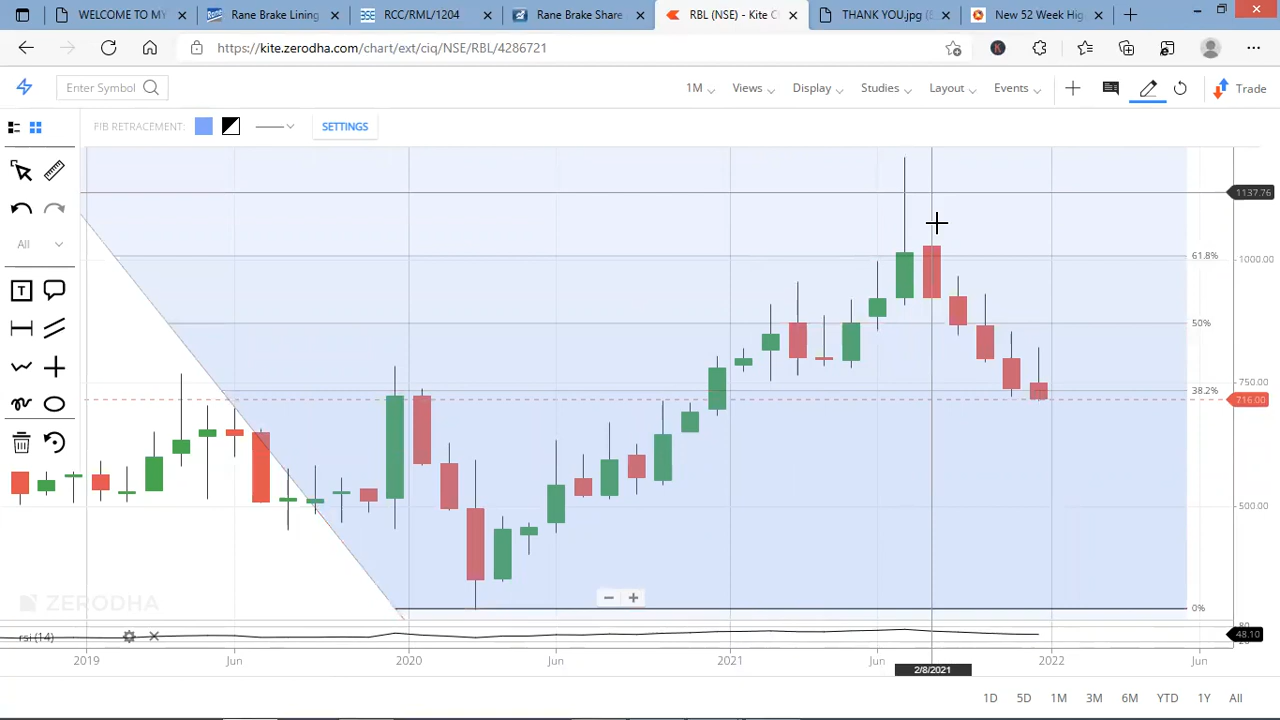 WELCOME TO MY
Rane Brake Lining
RCC/RML/1204
Rane Brake Share
RBL (NSE) - Kite C
THANK YOU.jpg (
New 52 Week Hig
https://kite.zerodha.com/chart/ext/ciq/NSE/RBL/4286721
Enter Symbol
1M
Views
Display
Studies
Layout
Events
Trade
FIB RETRACEMENT:
SETTINGS
All
1137.76
61.8%
1000.00
50%
750.00
38.2%
716.00
500.00
ZERODHA
0%
rsi (14)
80
48.10
2019
Jun
2020
Jun
2021
Jun
2022
Jun
2/8/2021
1D
5D
1M
3M
6M
YTD
1Y
All